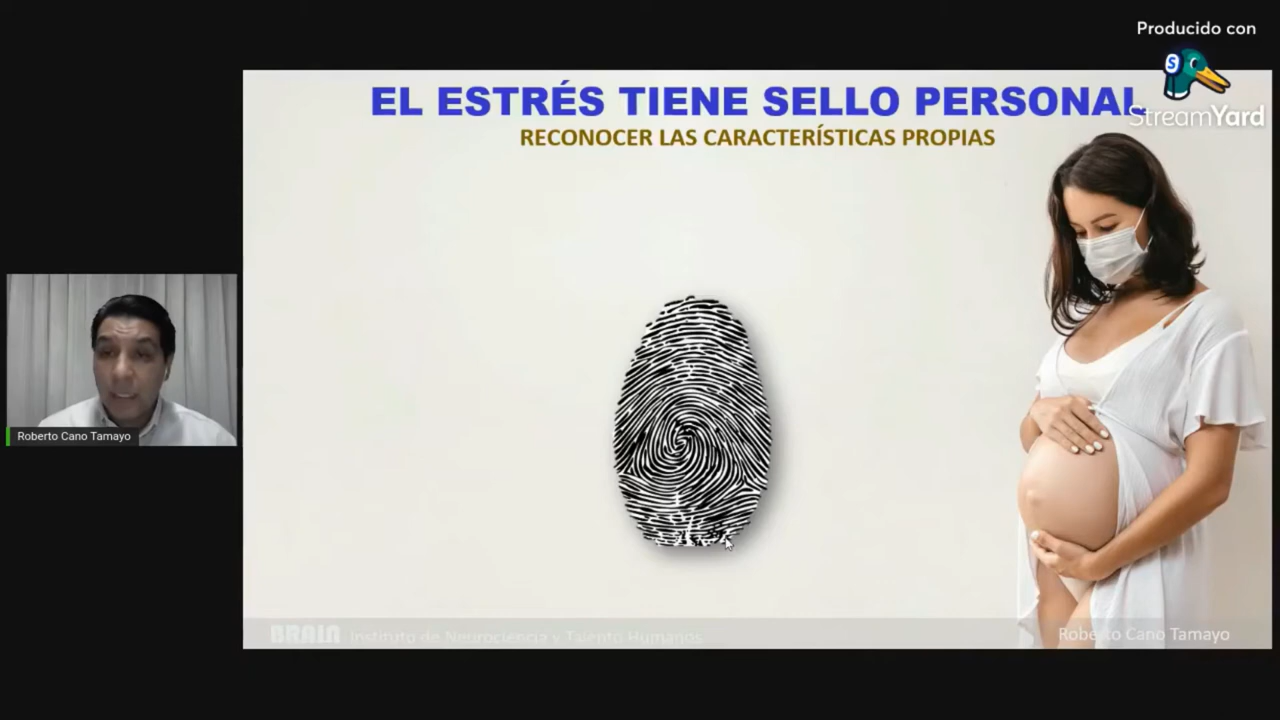 Producido con
StreamYard
EL ESTRÉS TIENE SELLO PERSONAL
RECONOCER LAS CARACTERÍSTICAS PROPIAS
Roberto Cano Tamayo
BRAIN Instituto de Neurociencia y Talento Humanos
Roberto Cano Tamayo